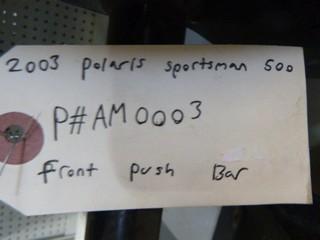 2003 polaris sportsman 500
P#AM0003
Front push Bar